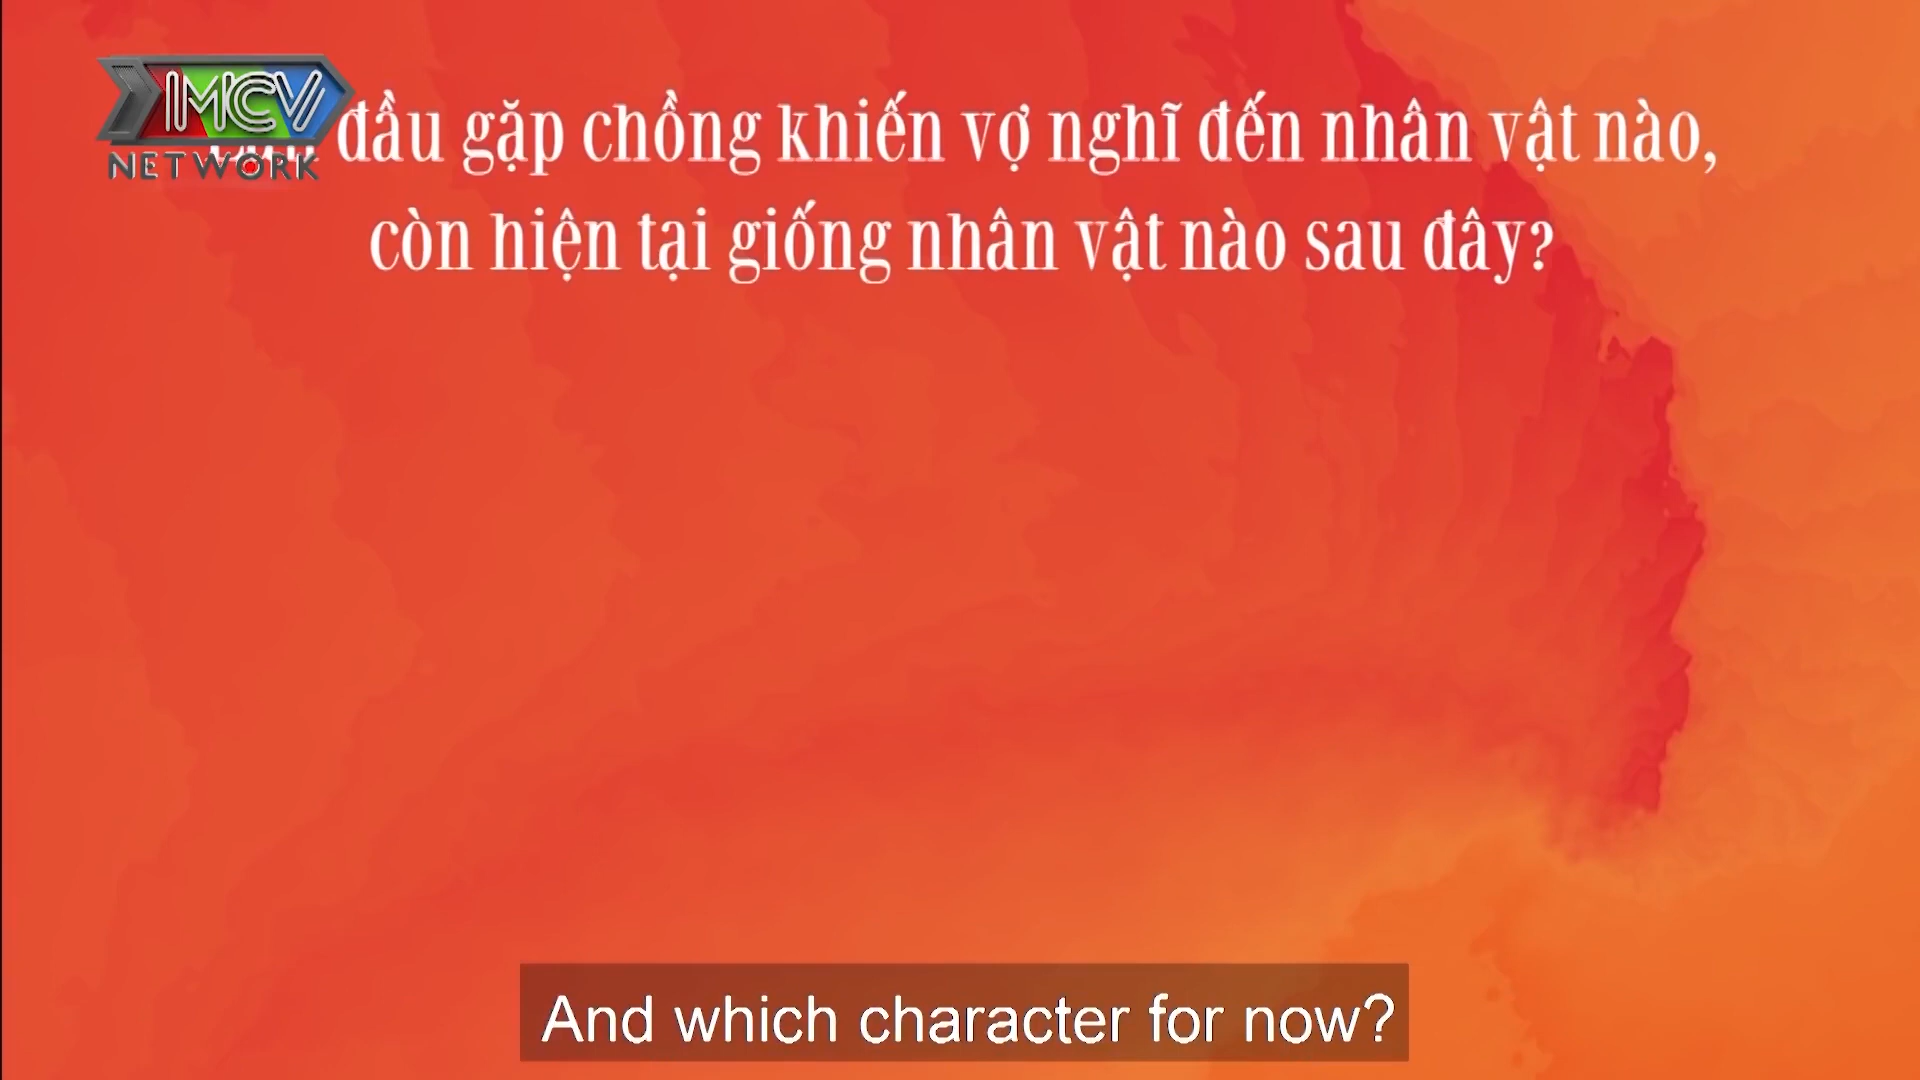 MCV
NETWORK
đầu gặp chồng khiến vợ nghĩ đến nhân vật nào,
còn hiện tại giống nhân vật nào sau đây?
And which character for now?